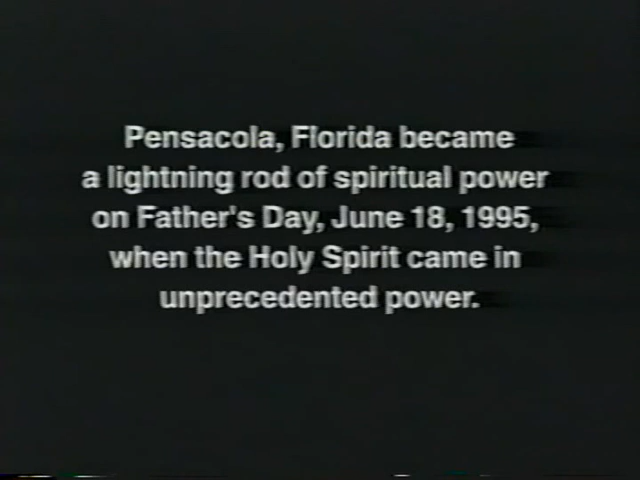 Pensacola, Florida became
a lightning rod of spiritual power
on Father's Day, June 18, 1995,
when the Holy Spirit came in
unprecedented power.